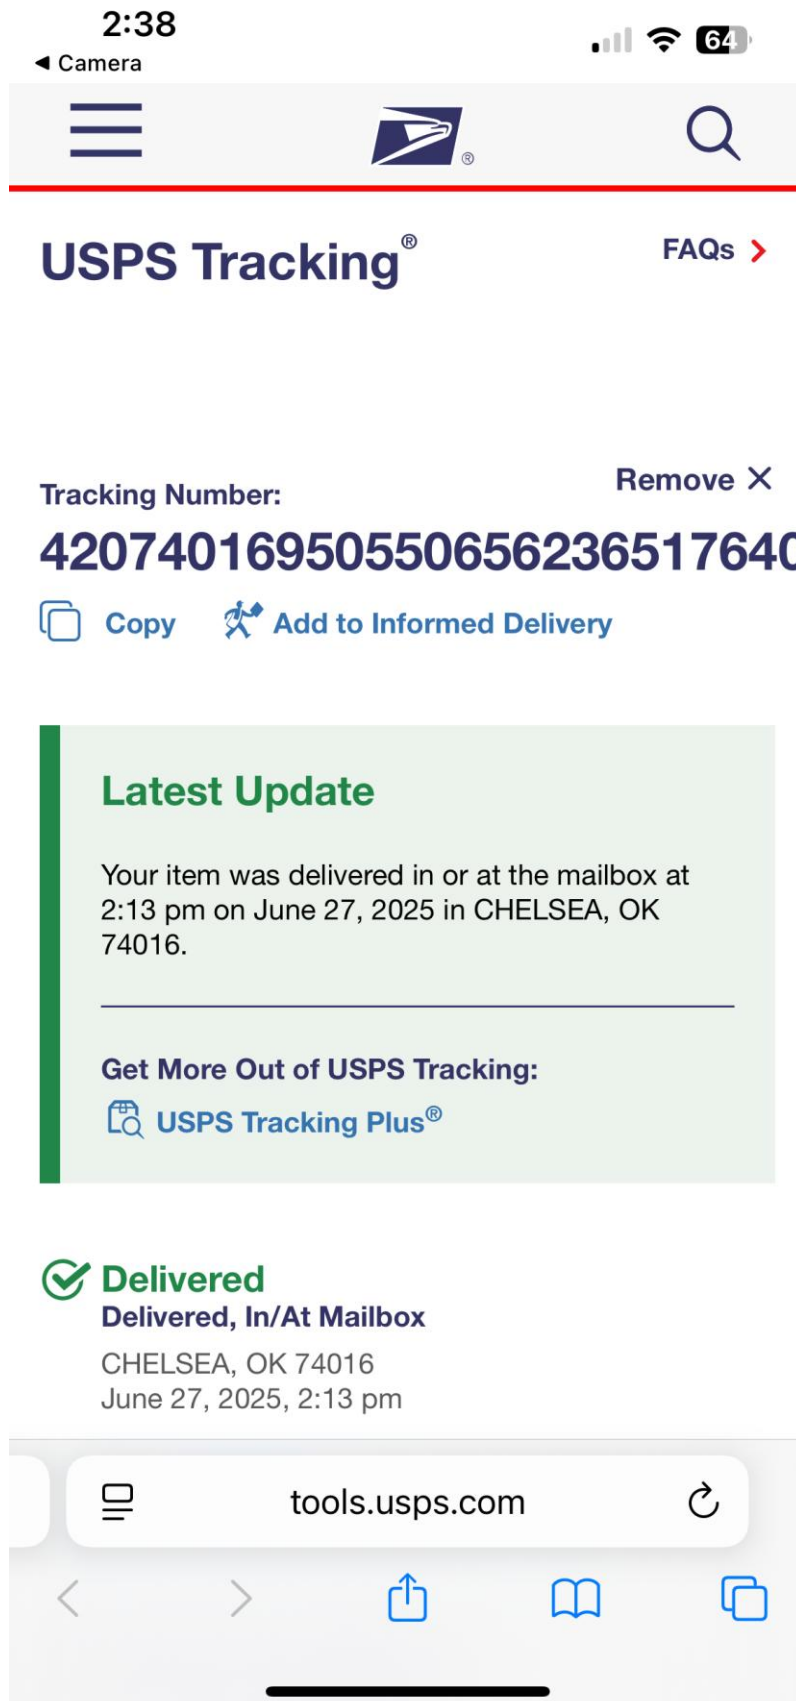 2:38
64
◀ Camera
®
USPS Tracking®
FAQs
Remove
Tracking Number:
42074016950550656236517640
Copy
Add to Informed Delivery
Latest Update
Your item was delivered in or at the mailbox at
2:13 pm on June 27, 2025 in CHELSEA, OK
74016.
Get More Out of USPS Tracking:
USPS Tracking Plus®
Delivered
Delivered, In/At Mailbox
CHELSEA, OK 74016
June 27, 2025, 2:13 pm
tools.usps.com